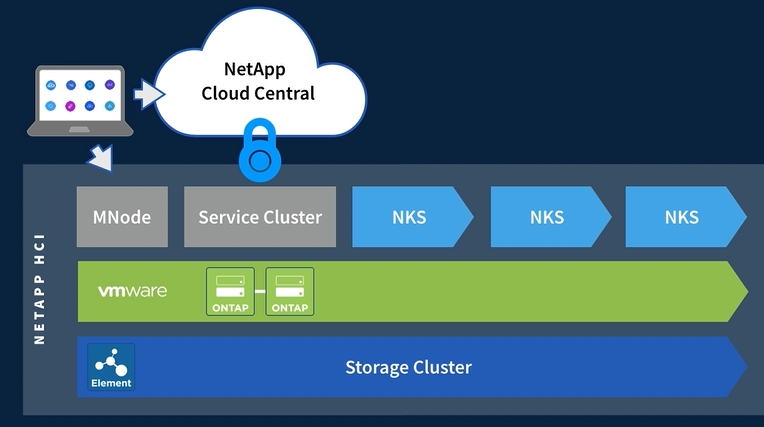 NetApp
Cloud Central
MNode
Service Cluster
NKS
NKS
NKS
NETAPP HCI
vmware
ONTAP
ONTAP
Element
Storage Cluster